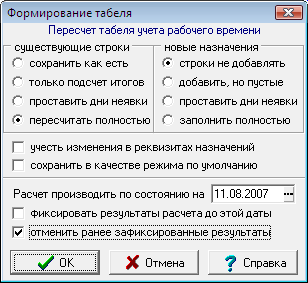 Формирование табеля
Пересчет табеля учета рабочего времени
существующие строки
новые назначения
сохранить как есть
строки не добавлять
только подсчет итогов
добавить, но пустые
проставить дни неявки
проставить дни неявки
пересчитать полностью
заполнить полностью
учесть изменения в реквизитах назначений
сохранить в качестве режима по умолчанию
Расчет производить по состоянию на 11.08.2007 ...
фиксировать результаты расчета до этой даты
отменить ранее зафиксированные результаты
OK
Отмена
? Справка